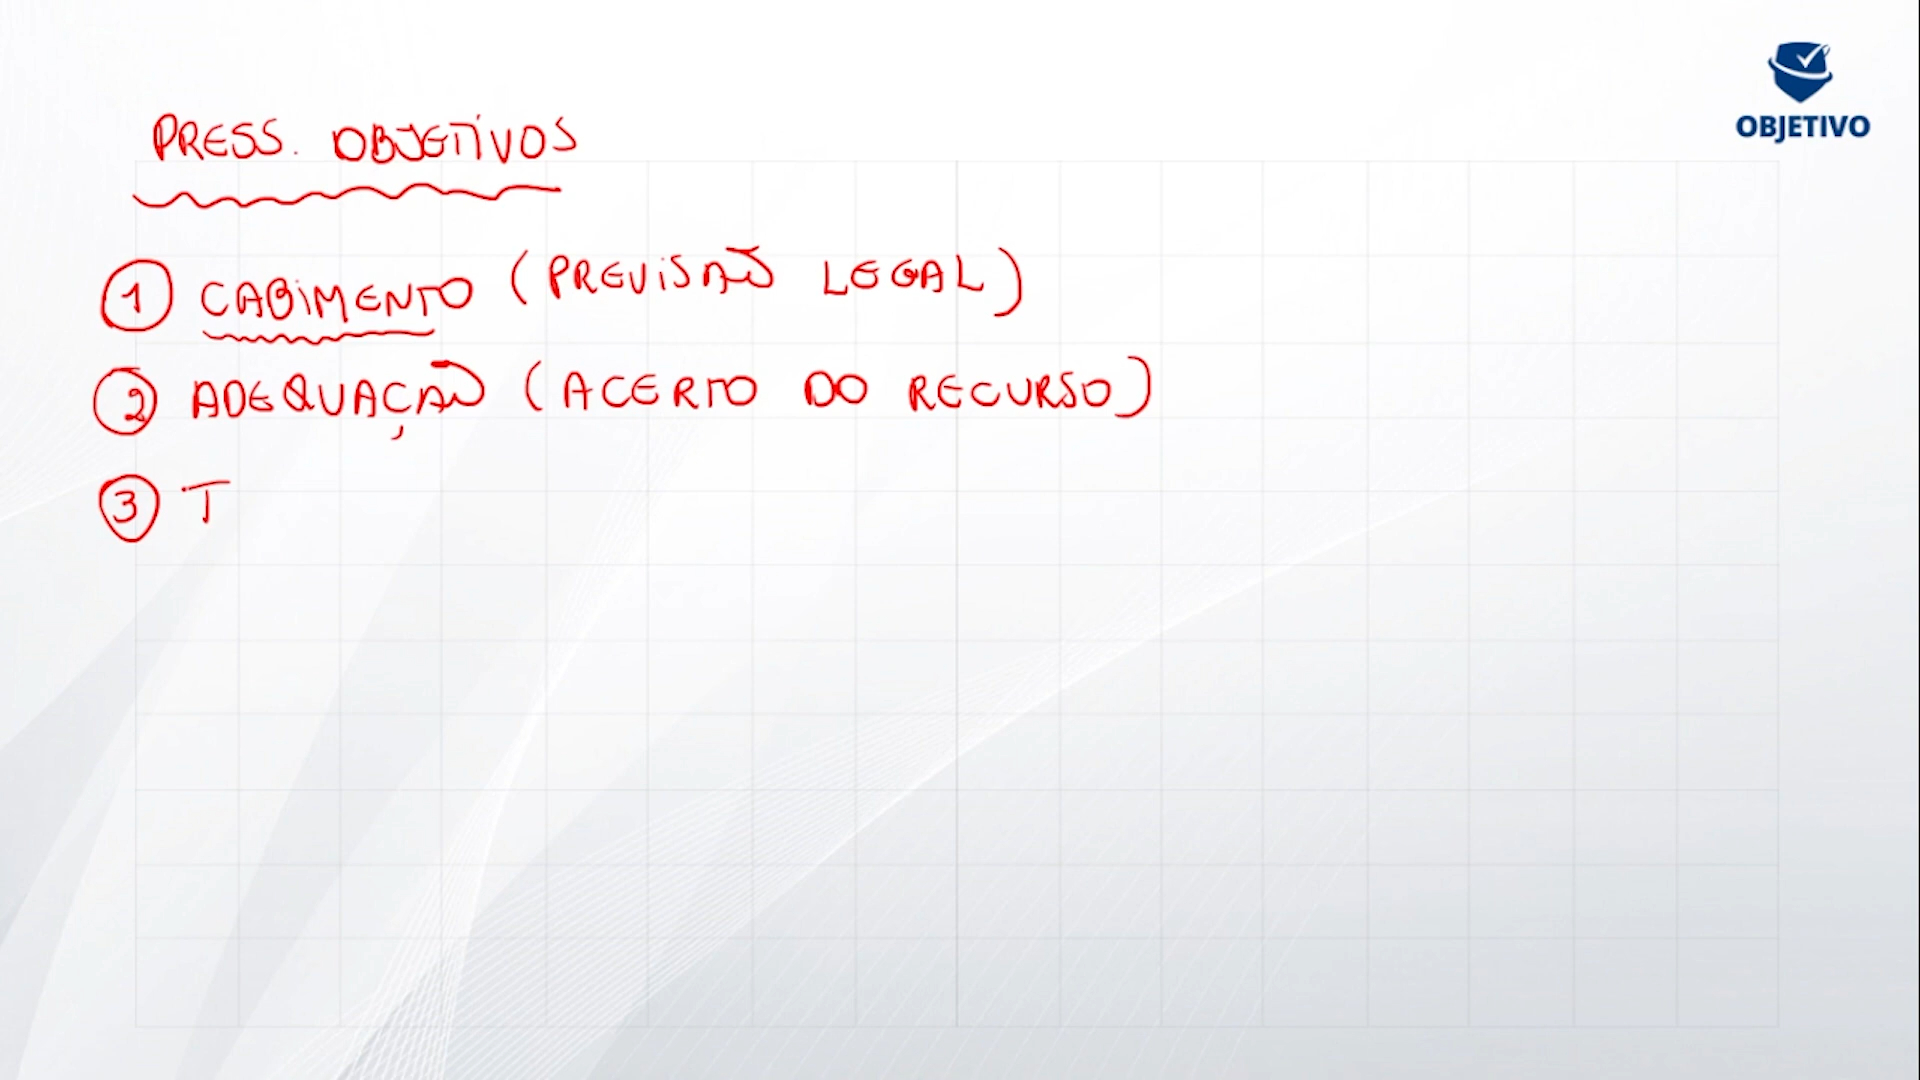 OBJETIVO
PRESS. OBJETIVOS
1 CABIMENTO (PREVISÃO LEGAL)
2 ADEQUAÇÃO (ACERTO DO RECURSO)
3 T